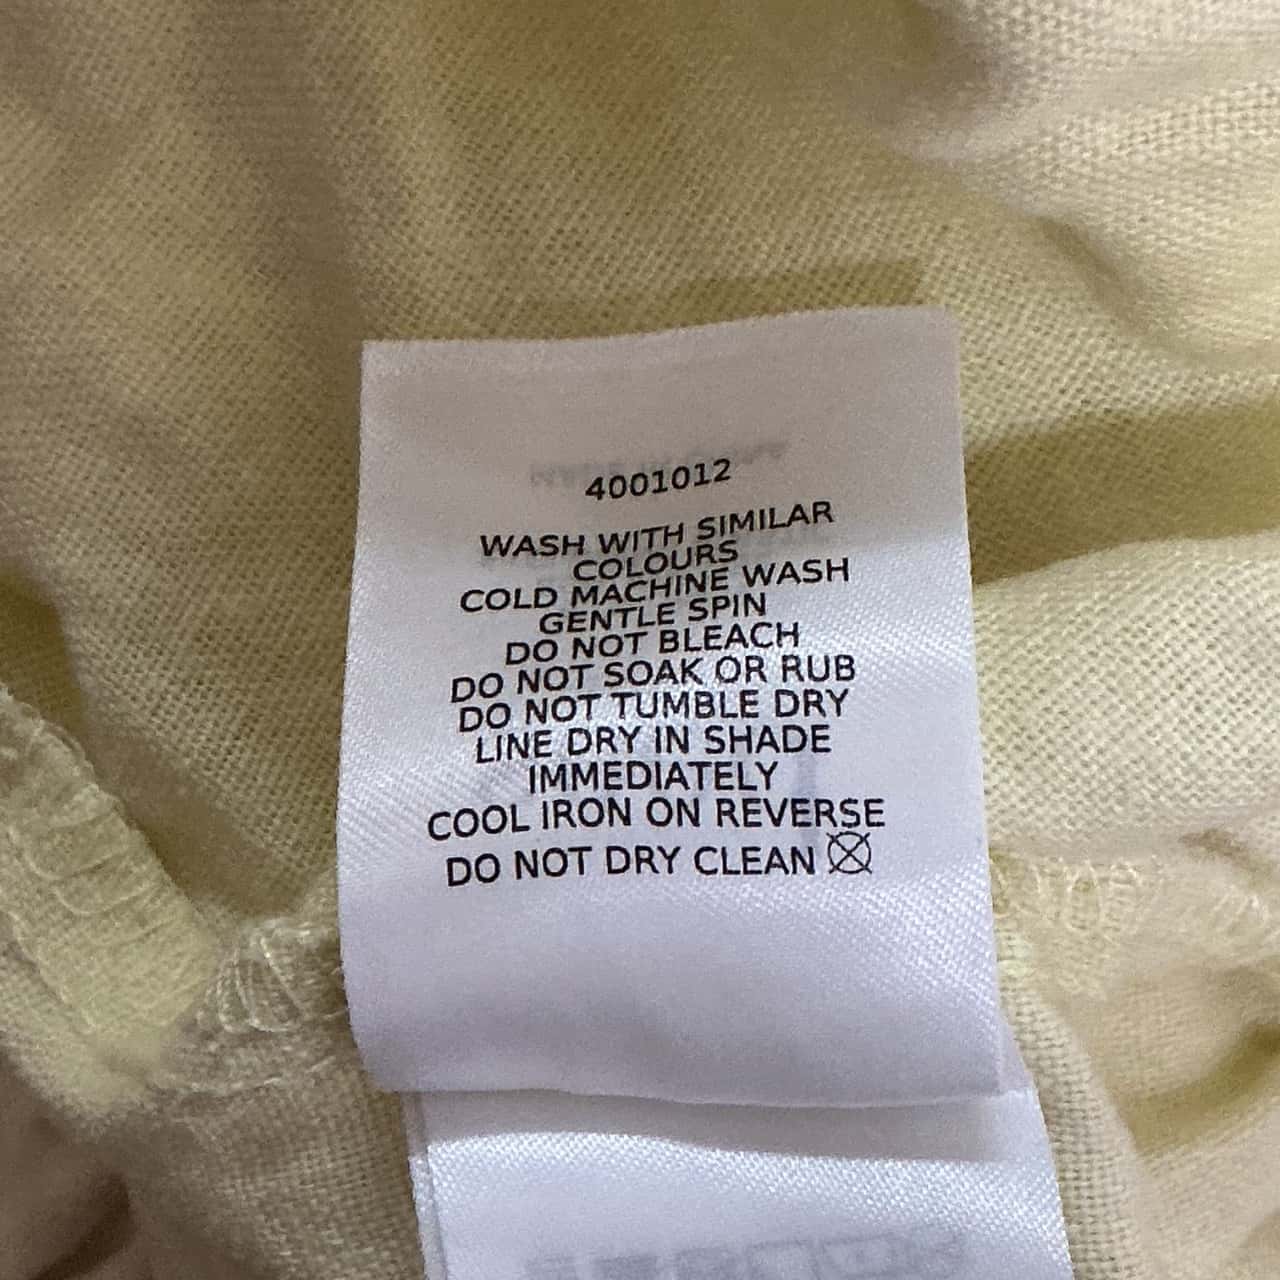 4001012
WASH WITH SIMILAR
COLOURS
COLD MACHINE WASH
GENTLE SPIN
DO NOT BLEACH
DO NOT SOAK OR RUB
DO NOT TUMBLE DRY
LINE DRY IN SHADE
IMMEDIATELY
COOL IRON ON REVERSE
DO NOT DRY CLEAN